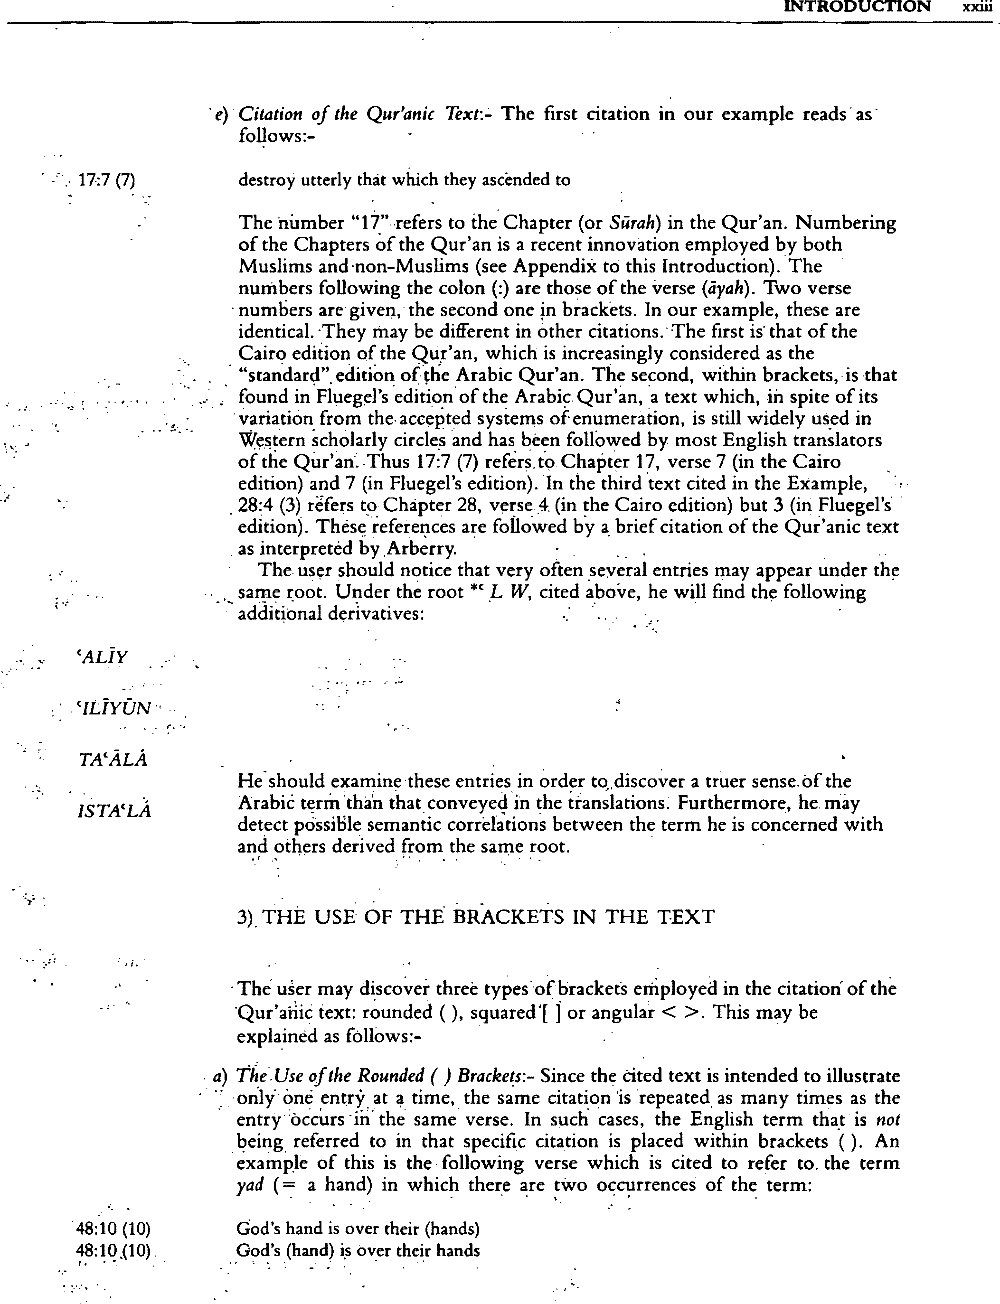 INTRODUCTION xxiii
e) Citation of the Qur'anic Text:- The first citation in our example reads as
follows:-
17:7 (7) destroy utterly that which they ascended to
The number “17” refers to the Chapter (or Sūrah) in the Qur'an. Numbering
of the Chapters of the Qur'an is a recent innovation employed by both
Muslims and non-Muslims (see Appendix to this Introduction). The
numbers following the colon (:) are those of the verse (āyah). Two verse
numbers are given, the second one in brackets. In our example, these are
identical. They may be different in other citations. The first is that of the
Cairo edition of the Qur'an, which is increasingly considered as the
“standard” edition of the Arabic Qur'an. The second, within brackets, is that
found in Fluegel's edition of the Arabic Qur'an, a text which, in spite of its
variation from the accepted systems of enumeration, is still widely used in
Western scholarly circles and has been followed by most English translators
of the Qur'an. Thus 17:7 (7) refers to Chapter 17, verse 7 (in the Cairo
edition) and 7 (in Fluegel's edition). In the third text cited in the Example,
28:4 (3) refers to Chapter 28, verse 4 (in the Cairo edition) but 3 (in Fluegel's
edition). These references are followed by a brief citation of the Qur'anic text
as interpreted by Arberry.
The user should notice that very often several entries may appear under the
same root. Under the root *ʿ L W, cited above, he will find the following
additional derivatives:
ʿALĪY
ʿILĪYŪN
TAʿĀLÁ
ISTAʿLÁ
He should examine these entries in order to discover a truer sense of the
Arabic term than that conveyed in the translations. Furthermore, he may
detect possible semantic correlations between the term he is concerned with
and others derived from the same root.
3) THE USE OF THE BRACKETS IN THE TEXT
The user may discover three types of brackets employed in the citation of the
Qur'anic text: rounded ( ), squared [ ] or angular < >. This may be
explained as follows:-
a) The Use of the Rounded ( ) Brackets:- Since the cited text is intended to illustrate
only one entry at a time, the same citation is repeated as many times as the
entry occurs in the same verse. In such cases, the English term that is not
being referred to in that specific citation is placed within brackets ( ). An
example of this is the following verse which is cited to refer to the term
yad (= a hand) in which there are two occurrences of the term:
48:10 (10) God's hand is over their (hands)
48:10 (10) God's (hand) is over their hands